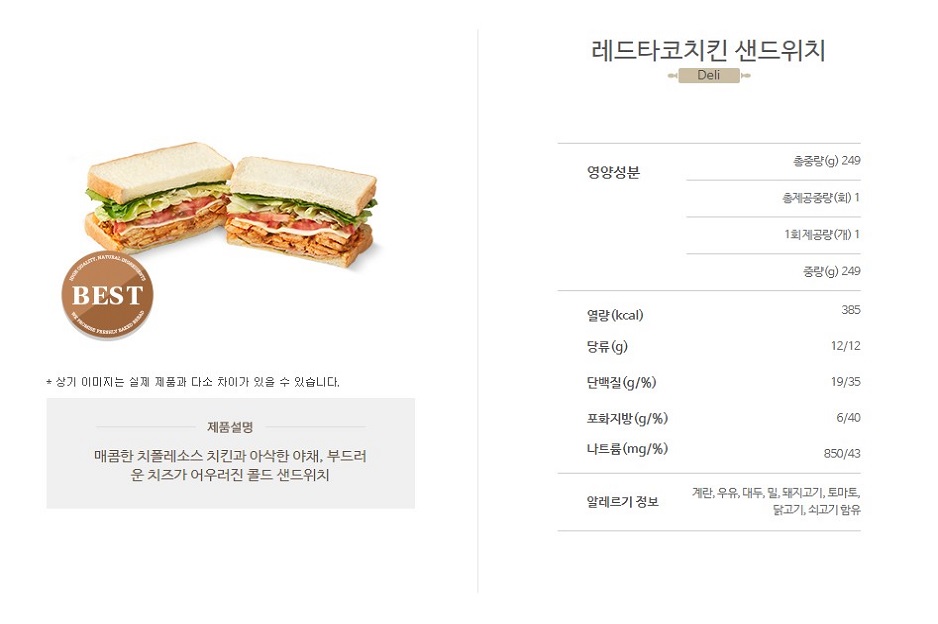 HIGH QUALITY, NATURAL INGREDIENTS
BEST
WE PROMISE FRESHLY BAKED BREAD
* 상기 이미지는 실제 제품과 다소 차이가 있을 수 있습니다.
제품설명
매콤한 치폴레소스 치킨과 아삭한 야채, 부드러
운 치즈가 어우러진 콜드 샌드위치
레드타코치킨 샌드위치
Deli
영양성분
총중량(g) 249
총제공중량(회) 1
1회제공량(개) 1
중량(g) 249
열량(kcal) 385
당류(g) 12/12
단백질(g/%) 19/35
포화지방(g/%) 6/40
나트륨(mg/%) 850/43
알레르기 정보
계란, 우유, 대두, 밀, 돼지고기, 토마토,
닭고기, 쇠고기 함유